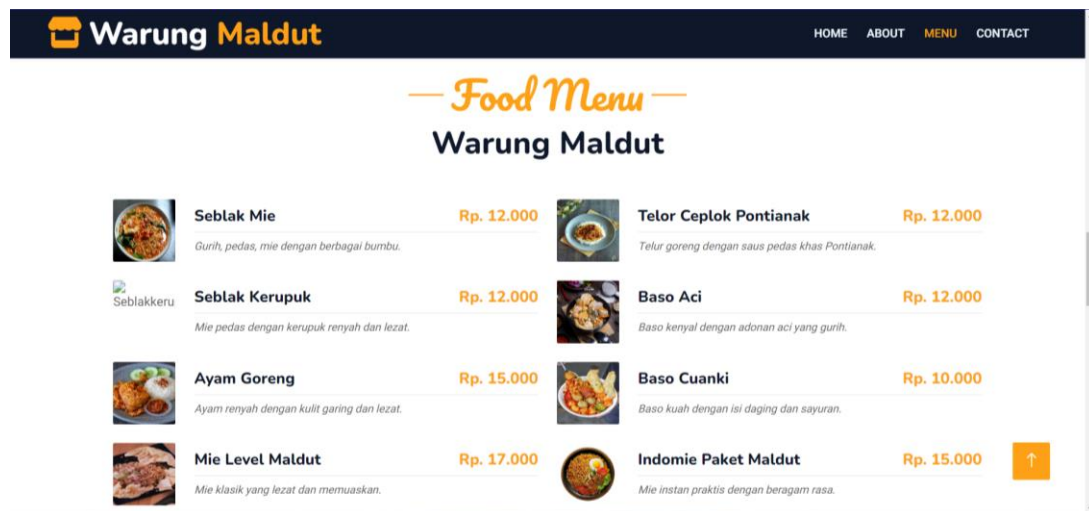 Warung Maldut
HOME ABOUT MENU CONTACT
Food Menu
Warung Maldut
Seblak Mie Rp. 12.000
Gurih, pedas, mie dengan berbagai bumbu.
Telor Ceplok Pontianak Rp. 12.000
Telur goreng dengan saus pedas khas Pontianak.
Seblakkeru
Seblak Kerupuk Rp. 12.000
Mie pedas dengan kerupuk renyah dan lezat.
Baso Aci Rp. 12.000
Baso kenyal dengan adonan aci yang gurih.
Ayam Goreng Rp. 15.000
Ayam renyah dengan kulit garing dan lezat.
Baso Cuanki Rp. 10.000
Baso kuah dengan isi daging dan sayuran.
Mie Level Maldut Rp. 17.000
Mie klasik yang lezat dan memuaskan.
Indomie Paket Maldut Rp. 15.000
Mie instan praktis dengan beragam rasa.